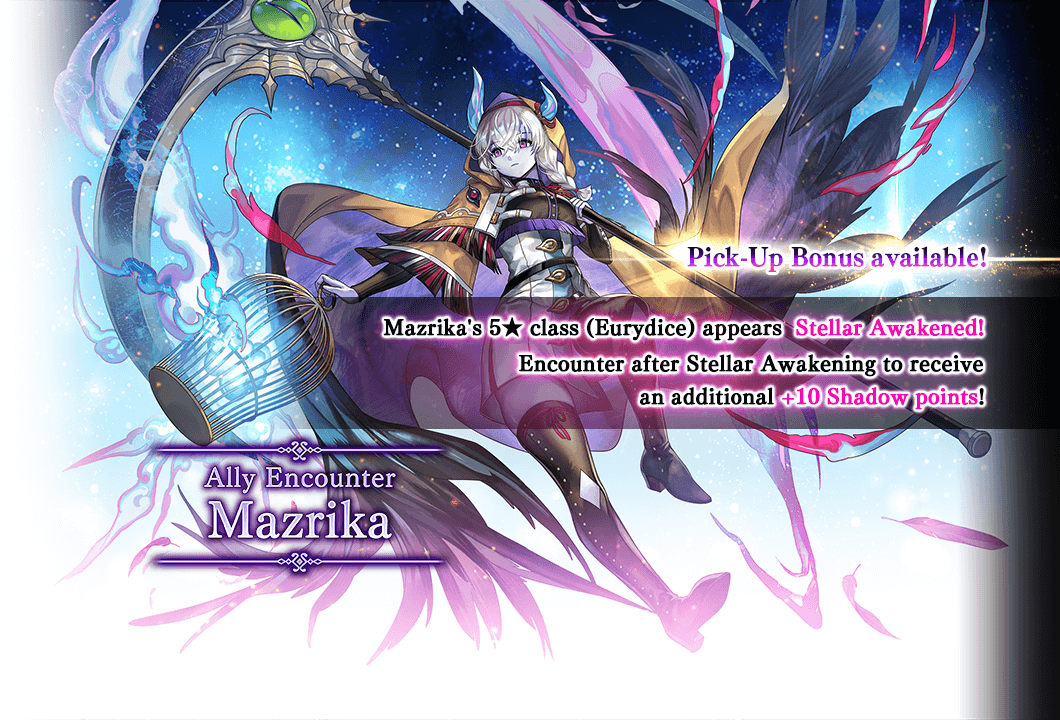 Pick-Up Bonus available!
Mazrika's 5★ class (Eurydice) appears Stellar Awakened!
Encounter after Stellar Awakening to receive
an additional +10 Shadow points!
Ally Encounter
Mazrika